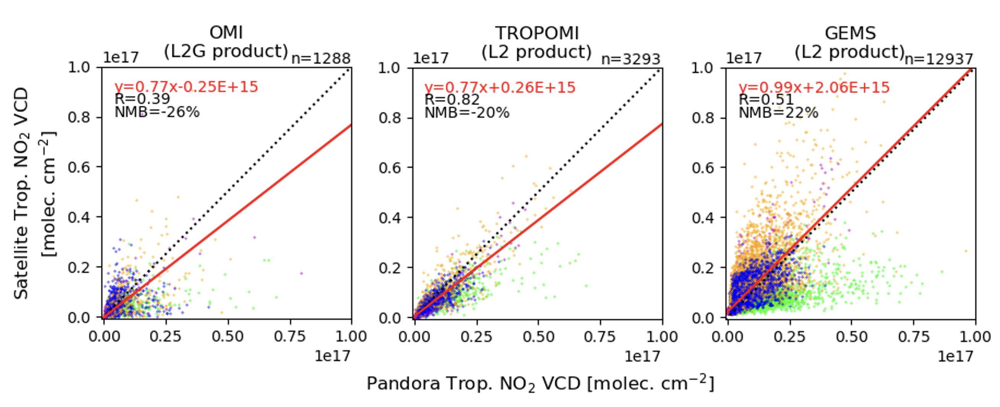 OMI
(L2G product)
1e17
n=1288
y=0.77x-0.25E+15
R=0.39
NMB=-26%
1.0
0.8
0.6
0.4
0.2
0.0
0.00 0.25 0.50 0.75 1.00
1e17
TROPOMI
(L2 product)
1e17
n=3293
y=0.77x+0.26E+15
R=0.82
NMB=-20%
1.0
0.8
0.6
0.4
0.2
0.0
0.00 0.25 0.50 0.75 1.00
1e17
GEMS
(L2 product)
1e17
n=12937
y=0.99x+2.06E+15
R=0.51
NMB=22%
1.0
0.8
0.6
0.4
0.2
0.0
0.00 0.25 0.50 0.75 1.00
1e17
Satellite Trop. NO₂ VCD
[molec. cm⁻²]
Pandora Trop. NO₂ VCD [molec. cm⁻²]